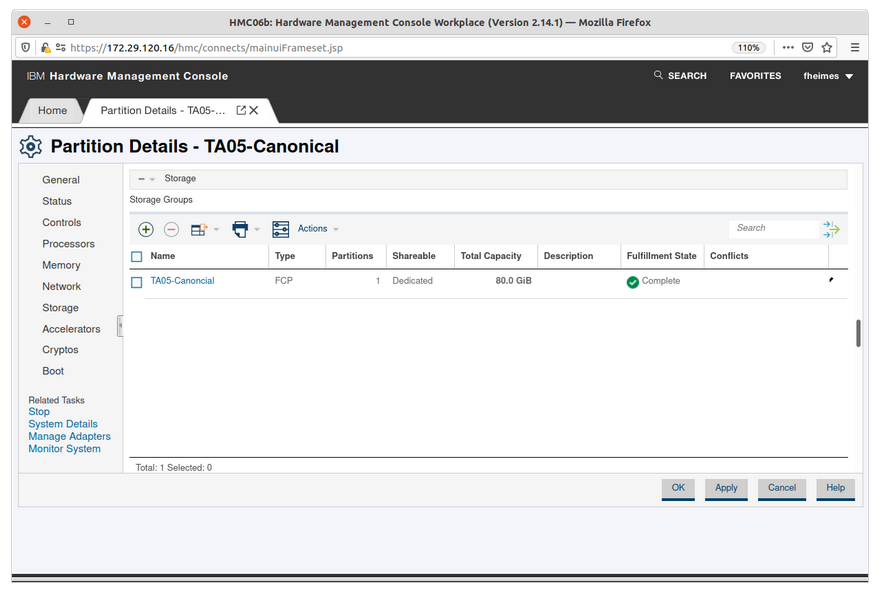 HMC06b: Hardware Management Console Workplace (Version 2.14.1) — Mozilla Firefox
https://172.29.120.16/hmc/connects/mainuiFrameset.jsp
110%
IBM Hardware Management Console
SEARCH
FAVORITES
fheimes
Home
Partition Details - TA05-...
Partition Details - TA05-Canonical
General
Status
Controls
Processors
Memory
Network
Storage
Accelerators
Cryptos
Boot
Related Tasks
Stop
System Details
Manage Adapters
Monitor System
Storage
Storage Groups
Actions
Search
Name Type Partitions Shareable Total Capacity Description Fulfillment State Conflicts
TA05-Canoncial FCP 1 Dedicated 80.0 GiB Complete
Total: 1 Selected: 0
OK Apply Cancel Help